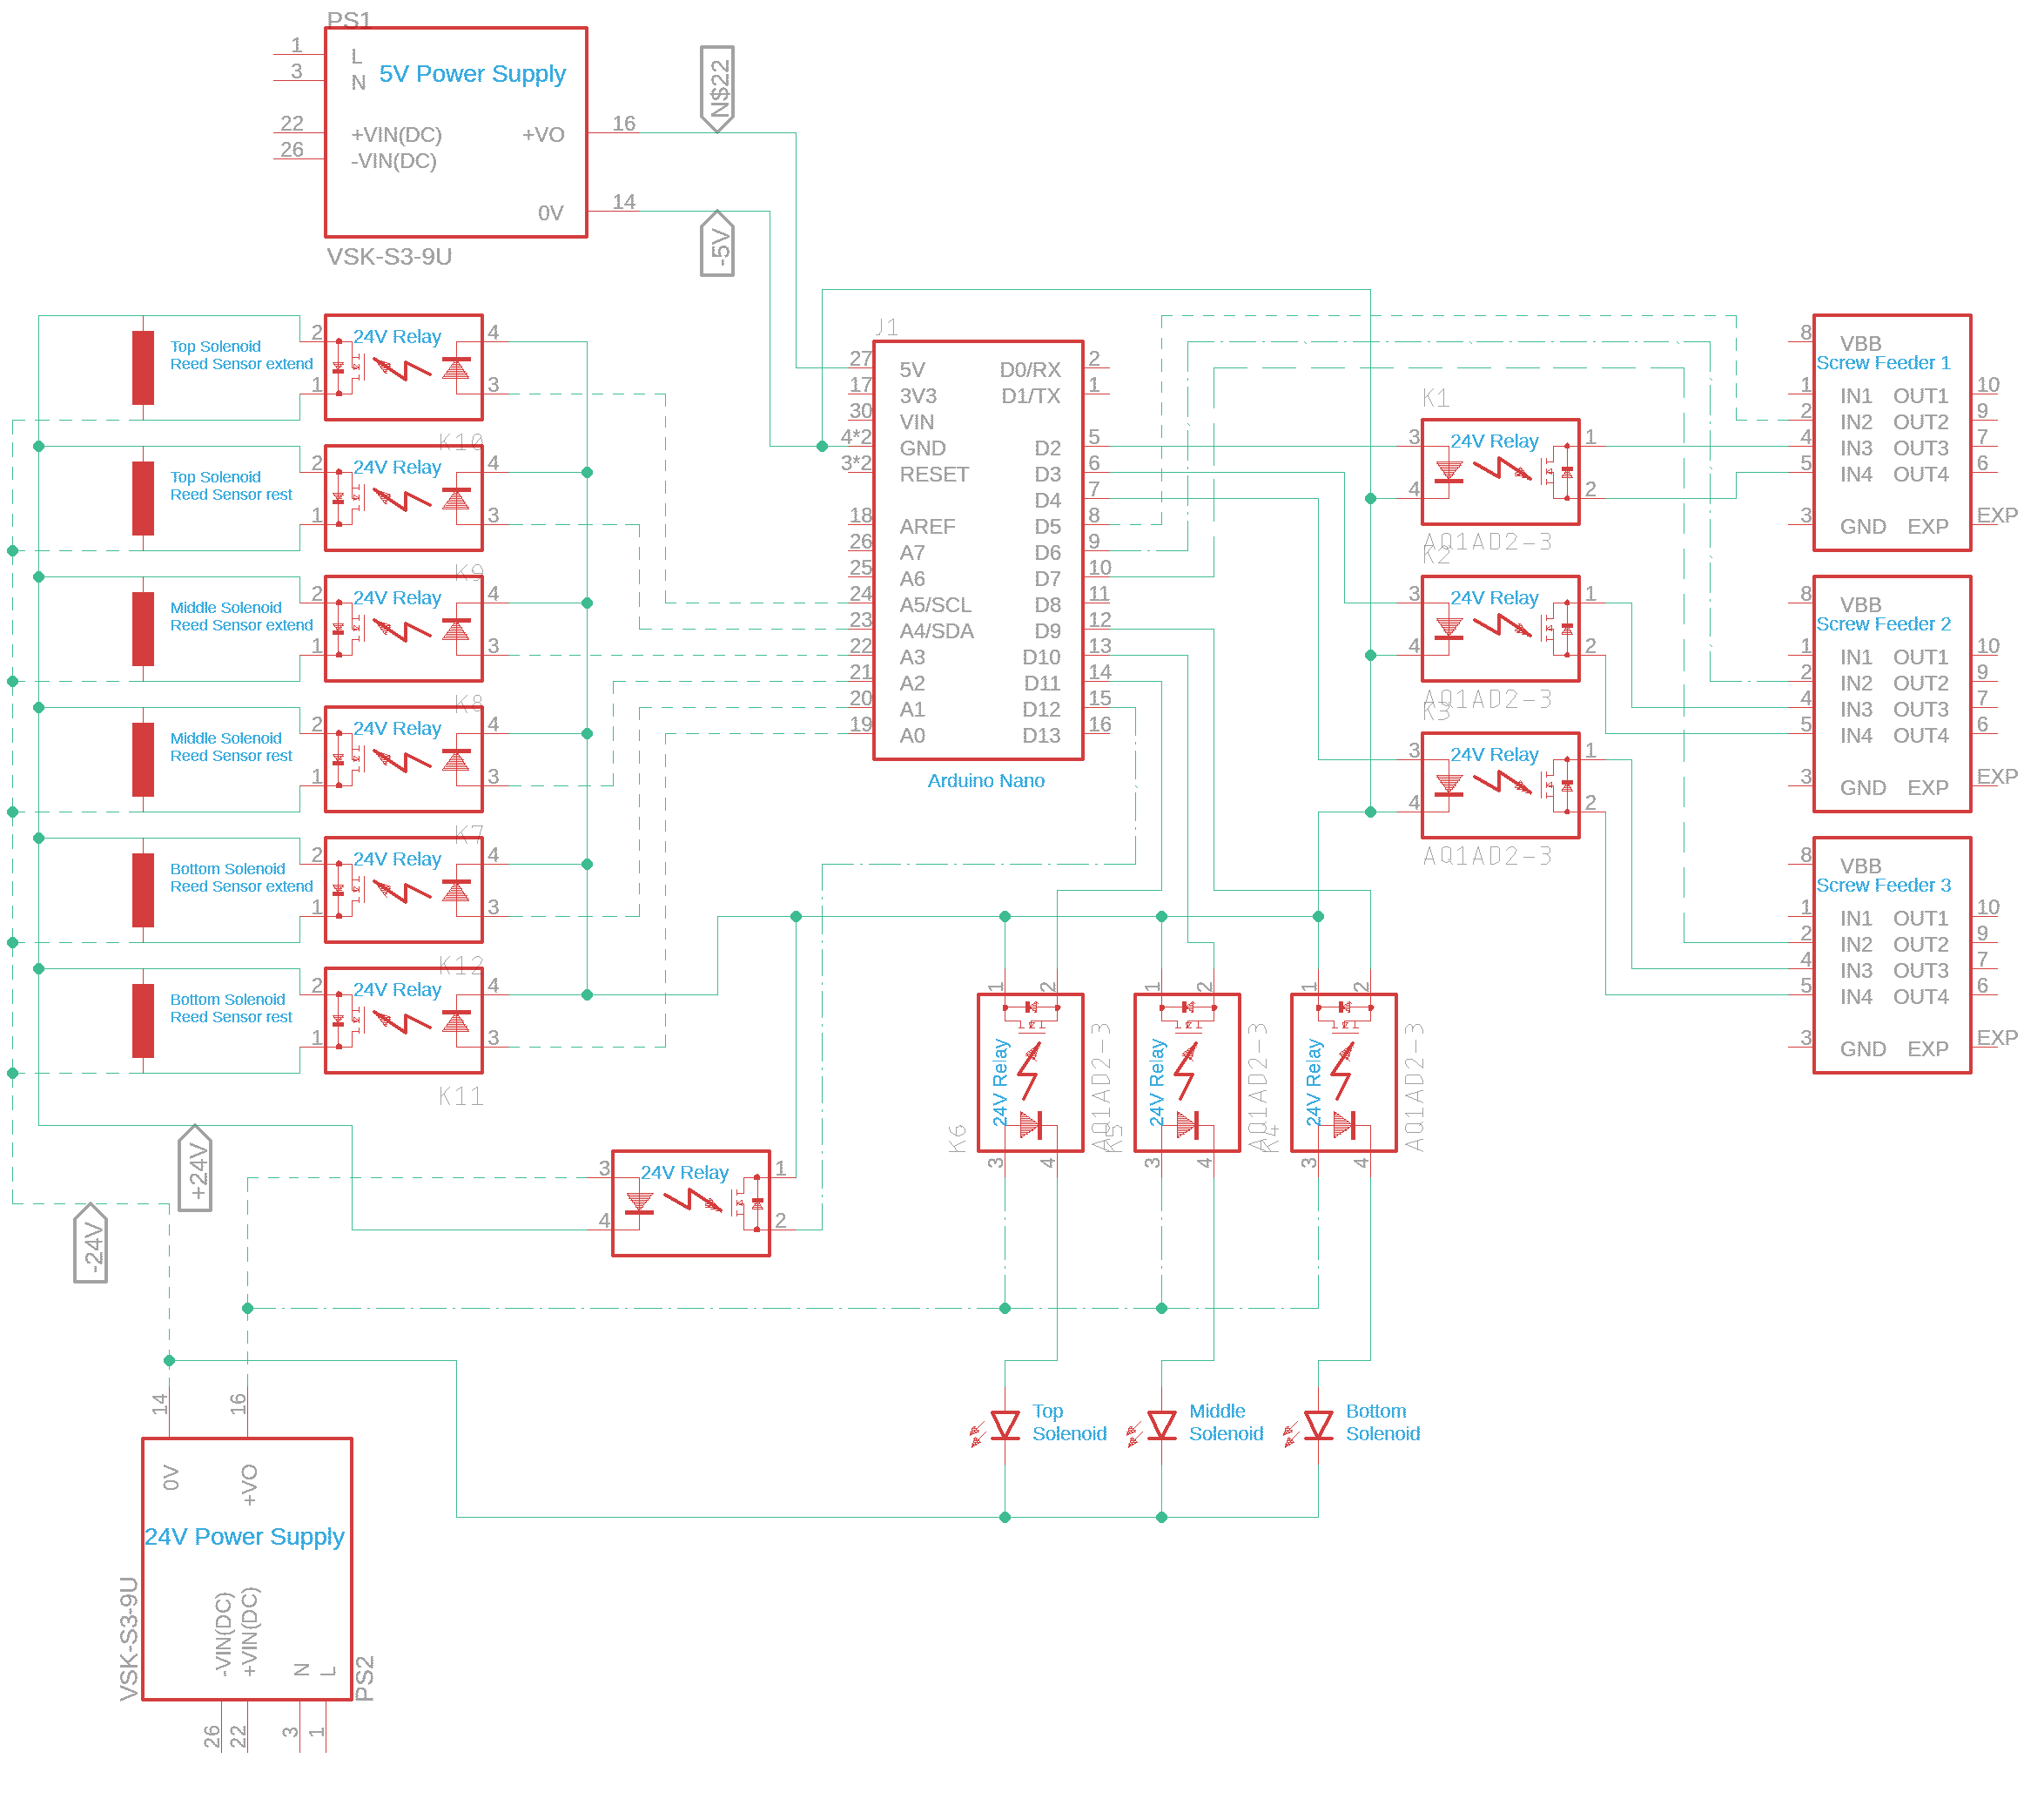 PS1
1
L
3
N
5V Power Supply
22
+VIN(DC)
26
-VIN(DC)
+VO
16
0V
14
VSK-S3-9U
N$22
-5V
Top Solenoid
Reed Sensor extend
2
1
24V Relay
4
3
K10
Top Solenoid
Reed Sensor rest
2
1
24V Relay
4
3
K9
Middle Solenoid
Reed Sensor extend
2
1
24V Relay
4
3
K8
Middle Solenoid
Reed Sensor rest
2
1
24V Relay
4
3
K7
Bottom Solenoid
Reed Sensor extend
2
1
24V Relay
4
3
K12
Bottom Solenoid
Reed Sensor rest
2
1
24V Relay
4
3
K11
J1
27 5V D0/RX 2
17 3V3 D1/TX 1
30 VIN
4*2 GND D2 5
3*2 RESET D3 6
D4 7
18 AREF D5 8
26 A7 D6 9
25 A6 D7 10
24 A5/SCL D8 11
23 A4/SDA D9 12
22 A3 D10 13
21 A2 D11 14
20 A1 D12 15
19 A0 D13 16
Arduino Nano
K1
3
4
24V Relay
1
2
AQ1AD2-3
K2
3
4
24V Relay
1
2
AQ1AD2-3
K3
3
4
24V Relay
1
2
AQ1AD2-3
8 VBB
Screw Feeder 1
1 IN1 OUT1 10
2 IN2 OUT2 9
4 IN3 OUT3 7
5 IN4 OUT4 6
3 GND EXP EXP
8 VBB
Screw Feeder 2
1 IN1 OUT1 10
2 IN2 OUT2 9
4 IN3 OUT3 7
5 IN4 OUT4 6
3 GND EXP EXP
8 VBB
Screw Feeder 3
1 IN1 OUT1 10
2 IN2 OUT2 9
4 IN3 OUT3 7
5 IN4 OUT4 6
3 GND EXP EXP
1
2
24V Relay
AQ1AD2-3
K6
3
4
1
2
24V Relay
AQ1AD2-3
K5
3
4
1
2
24V Relay
AQ1AD2-3
K4
3
4
+24V
-24V
3
4
24V Relay
1
2
Top
Solenoid
Middle
Solenoid
Bottom
Solenoid
14
16
0V
+VO
24V Power Supply
VSK-S3-9U
-VIN(DC)
+VIN(DC)
N
L
PS2
26
22
3
1